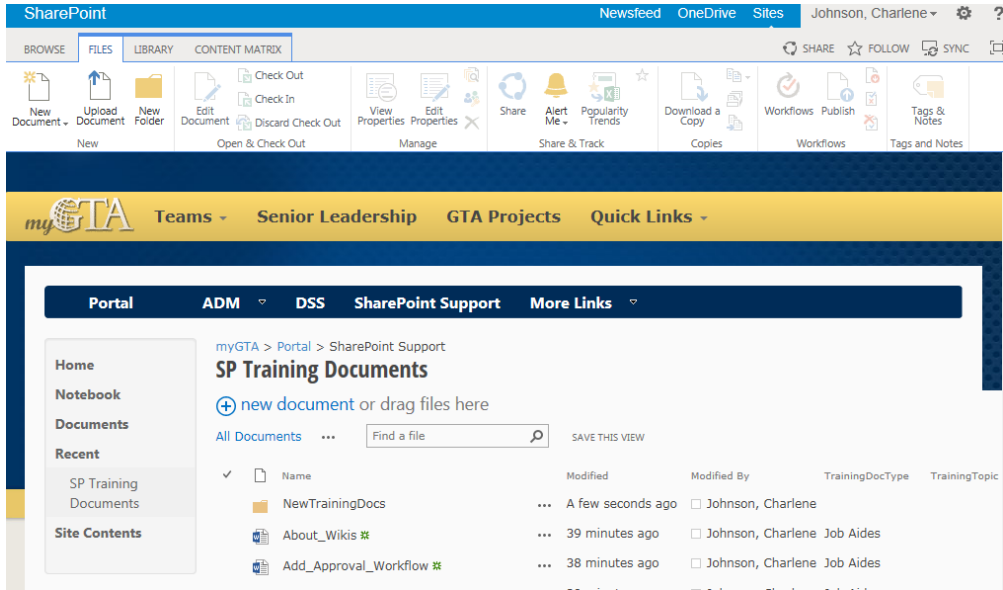 SharePoint Newsfeed OneDrive Sites Johnson, Charlene ?
BROWSE FILES LIBRARY CONTENT MATRIX SHARE FOLLOW SYNC
New Document
Upload Document
New Folder
New
Edit Document
Check Out
Check In
Discard Check Out
Open & Check Out
View Properties
Edit Properties
Manage
Share
Alert Me
Popularity Trends
Share & Track
Download a Copy
Copies
Workflows
Publish
Workflows
Tags & Notes
Tags and Notes
myGTA Teams Senior Leadership GTA Projects Quick Links
Portal ADM DSS SharePoint Support More Links
Home
Notebook
Documents
Recent
SP Training
Documents
Site Contents
myGTA > Portal > SharePoint Support
SP Training Documents
new document or drag files here
All Documents ... Find a file SAVE THIS VIEW
Name Modified Modified By TrainingDocType TrainingTopic
NewTrainingDocs ... A few seconds ago Johnson, Charlene
About_Wikis ... 39 minutes ago Johnson, Charlene Job Aides
Add_Approval_Workflow ... 38 minutes ago Johnson, Charlene Job Aides